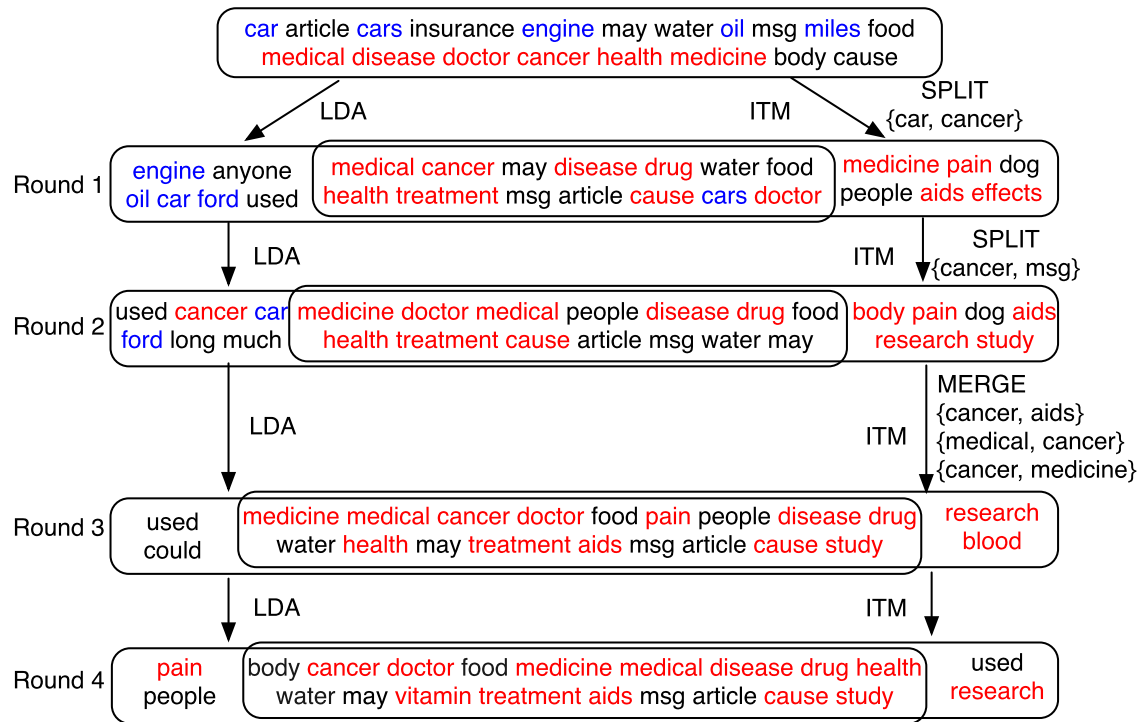 car article cars insurance engine may water oil msg miles food
medical disease doctor cancer health medicine body cause
LDA
ITM
SPLIT
{car, cancer}
Round 1
engine anyone
oil car ford used
medical cancer may disease drug water food
health treatment msg article cause cars doctor
medicine pain dog
people aids effects
LDA
ITM
SPLIT
{cancer, msg}
Round 2
used cancer car
ford long much
medicine doctor medical people disease drug food
health treatment cause article msg water may
body pain dog aids
research study
LDA
ITM
MERGE
{cancer, aids}
{medical, cancer}
{cancer, medicine}
Round 3
used
could
medicine medical cancer doctor food pain people disease drug
water health may treatment aids msg article cause study
research
blood
LDA
ITM
Round 4
pain
people
body cancer doctor food medicine medical disease drug health
water may vitamin treatment aids msg article cause study
used
research